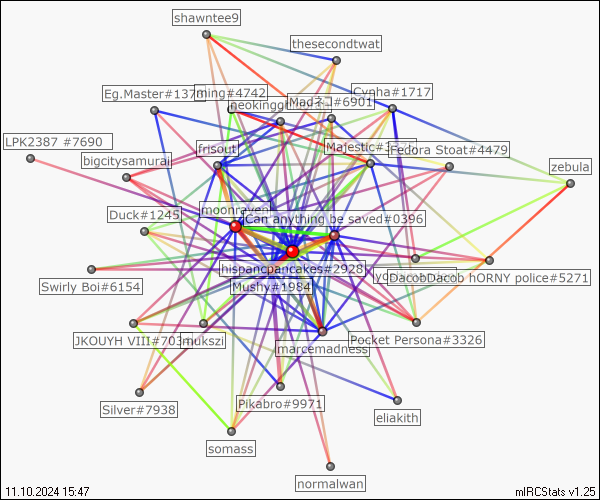 shawntee9
thesecondtwat
Eg.Master#137
ming#4742
Cynha#1717
neokinggi
#6901
LPK2387 #7690
bigcitysamurai
frisout
Majestic#
Fedora Stoat#4479
zebula
Duck#1245
moonraven
Can anything be saved#0396
Swirly Boi#6154
hispancpancakes#2928
DacobDacob hORNY police#5271
Mushy#1984
JKOUYH VIII#703
mukszi
marcemadness
Pocket Persona#3326
Silver#7938
Pikabro#9971
eliakith
somass
normalwan
11.10.2024 15:47
mIRCStats v1.25